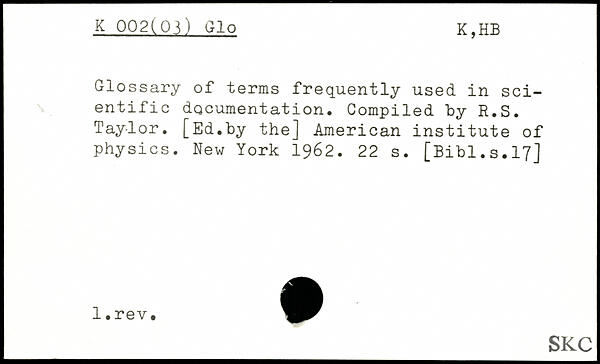 K 002(03) Glo
K,HB
Glossary of terms frequently used in sci-
entific documentation. Compiled by R.S.
Taylor. [Ed.by the] American institute of
physics. New York 1962. 22 s. [Bibl.s.17]
1.rev.
SKC